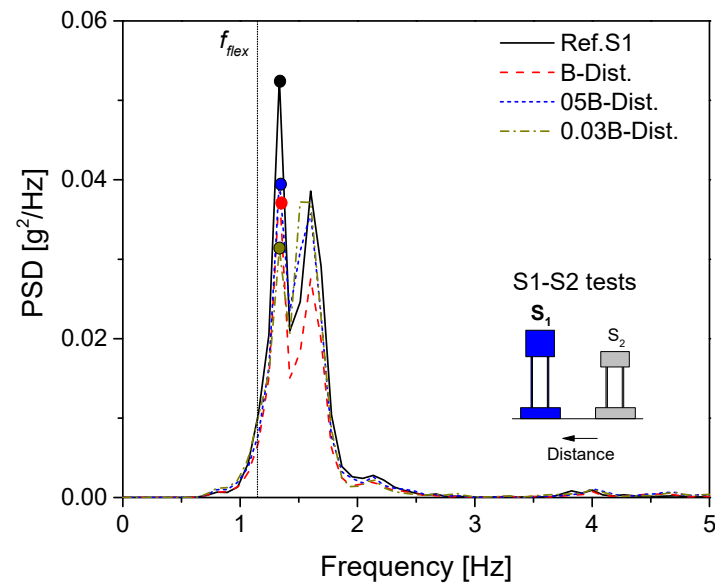 0.06
0.04
0.02
0.00
PSD [g²/Hz]
f_flex
Ref.S1
B-Dist.
05B-Dist.
0.03B-Dist.
S1-S2 tests
S₁
S₂
Distance
0 1 2 3 4 5
Frequency [Hz]